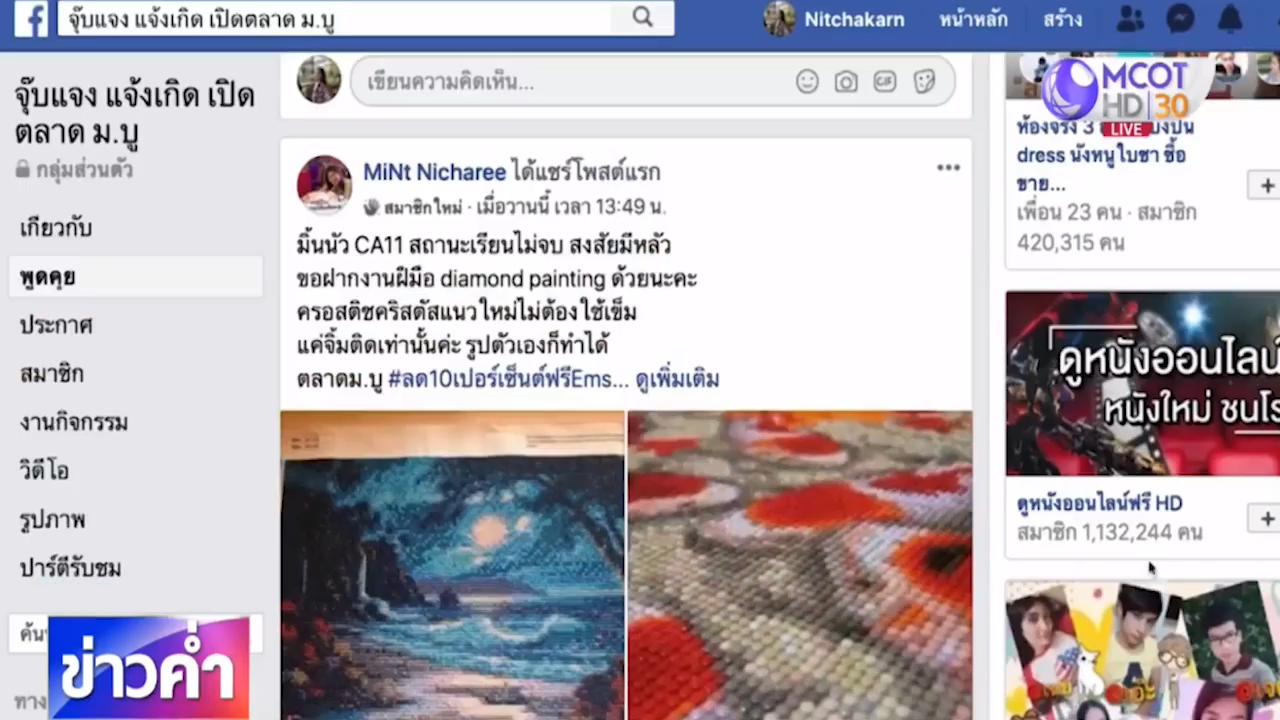 จุ๊บแจง แจ้งเกิด เปิดตลาด ม.บู
Nitchakarn
หน้าหลัก
สร้าง
จุ๊บแจง แจ้งเกิด เปิด
ตลาด ม.บู
กลุ่มส่วนตัว
เกี่ยวกับ
พูดคุย
ประกาศ
สมาชิก
งานกิจกรรม
วิดีโอ
รูปภาพ
ปาร์ตีรับชม
ข่าวค่ำ
เขียนความคิดเห็น...
GIF
MiNt Nicharee ได้แชร์โพสต์แรก
สมาชิกใหม่ · เมื่อวานนี้ เวลา 13:49 น.
มิ้นนัว CA11 สถานะเรียนไม่จบ สงสัยมีหลัว
ขอฝากงานฝีมือ diamond painting ด้วยนะคะ
ครอสติชคริสตัสแนวใหม่ไม่ต้องใช้เข็ม
แค่จิ้มติดเท่านั้นค่ะ รูปตัวเองก็ทำได้
ตลาดม.บู #ลด10เปอร์เซ็นต์ฟรีEms... ดูเพิ่มเติม
MCOT
HD 30
LIVE
ห้องจริง 3
dress นังหนูใบชา ซื้อ
ขาย...
เพื่อน 23 คน · สมาชิก
420,315 คน
ดูหนังออนไลน์
หนังใหม่ ชนโร
ดูหนังออนไลน์ฟรี HD
สมาชิก 1,132,244 คน